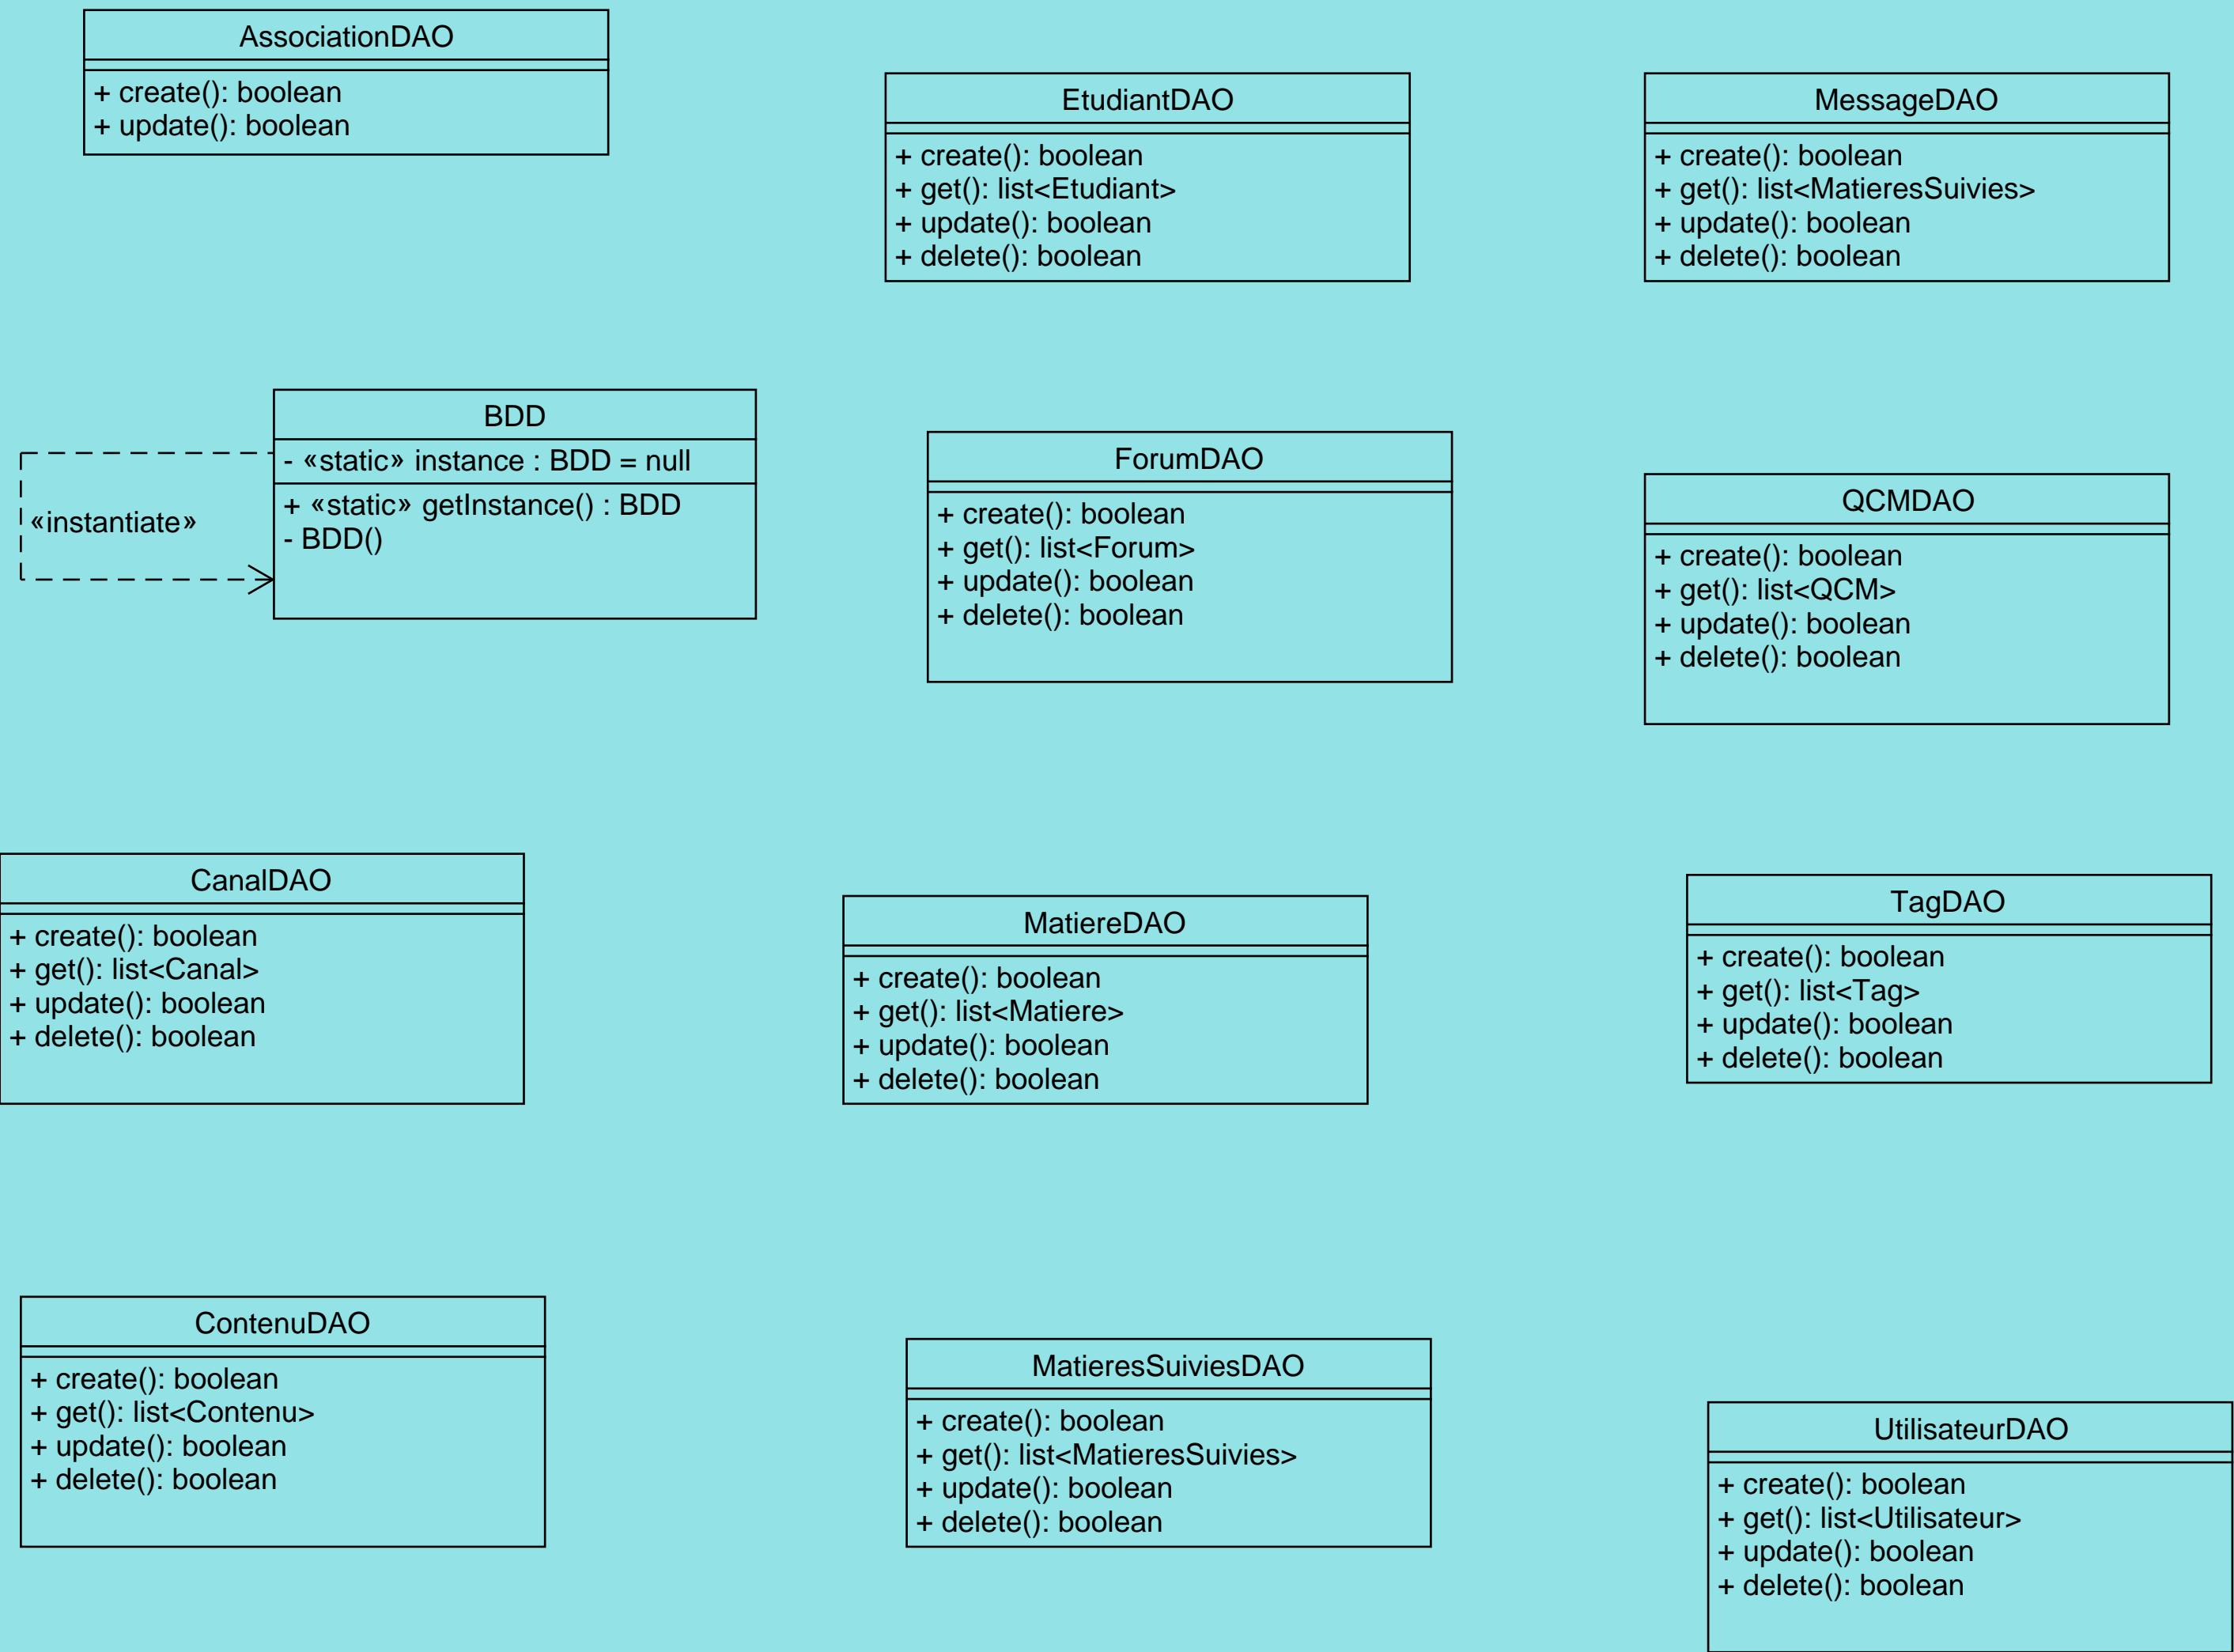 AssociationDAO
+ create(): boolean
+ update(): boolean
EtudiantDAO
+ create(): boolean
+ get(): list<Etudiant>
+ update(): boolean
+ delete(): boolean
MessageDAO
+ create(): boolean
+ get(): list<MatieresSuivies>
+ update(): boolean
+ delete(): boolean
BDD
- «static» instance : BDD = null
+ «static» getInstance() : BDD
- BDD()
«instantiate»
ForumDAO
+ create(): boolean
+ get(): list<Forum>
+ update(): boolean
+ delete(): boolean
QCMDAO
+ create(): boolean
+ get(): list<QCM>
+ update(): boolean
+ delete(): boolean
CanalDAO
+ create(): boolean
+ get(): list<Canal>
+ update(): boolean
+ delete(): boolean
MatiereDAO
+ create(): boolean
+ get(): list<Matiere>
+ update(): boolean
+ delete(): boolean
TagDAO
+ create(): boolean
+ get(): list<Tag>
+ update(): boolean
+ delete(): boolean
ContenuDAO
+ create(): boolean
+ get(): list<Contenu>
+ update(): boolean
+ delete(): boolean
MatieresSuiviesDAO
+ create(): boolean
+ get(): list<MatieresSuivies>
+ update(): boolean
+ delete(): boolean
UtilisateurDAO
+ create(): boolean
+ get(): list<Utilisateur>
+ update(): boolean
+ delete(): boolean